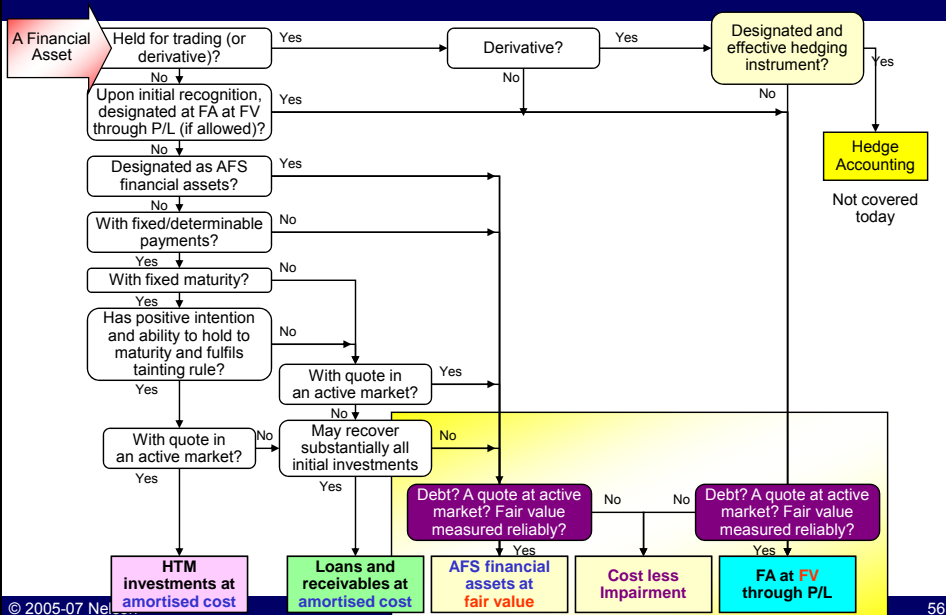 A Financial
Asset
Held for trading (or
derivative)?
Yes
Derivative?
Yes
Designated and
effective hedging
instrument?
Yes
No
No
No
Upon initial recognition,
designated at FA at FV
through P/L (if allowed)?
Yes
No
Hedge
Accounting
Not covered
today
Designated as AFS
financial assets?
Yes
No
With fixed/determinable
payments?
No
Yes
With fixed maturity?
No
Yes
Has positive intention
and ability to hold to
maturity and fulfils
tainting rule?
No
Yes
With quote in
an active market?
Yes
No
With quote in
an active market?
No
Yes
May recover
substantially all
initial investments
No
Yes
Debt? A quote at active
market? Fair value
measured reliably?
No
Yes
No
Debt? A quote at active
market? Fair value
measured reliably?
Yes
HTM
investments at
amortised cost
Loans and
receivables at
amortised cost
AFS financial
assets at
fair value
Cost less
Impairment
FA at FV
through P/L
© 2005-07 Nel
56